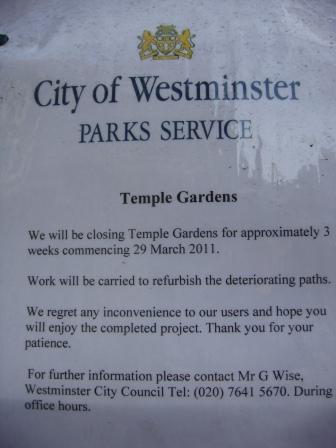 City of Westminster
PARKS SERVICE
Temple Gardens
We will be closing Temple Gardens for approximately 3
weeks commencing 29 March 2011.
Work will be carried to refurbish the deteriorating paths.
We regret any inconvenience to our users and hope you
will enjoy the completed project. Thank you for your
patience.
For further information please contact Mr G Wise,
Westminster City Council Tel: (020) 7641 5670. During
office hours.